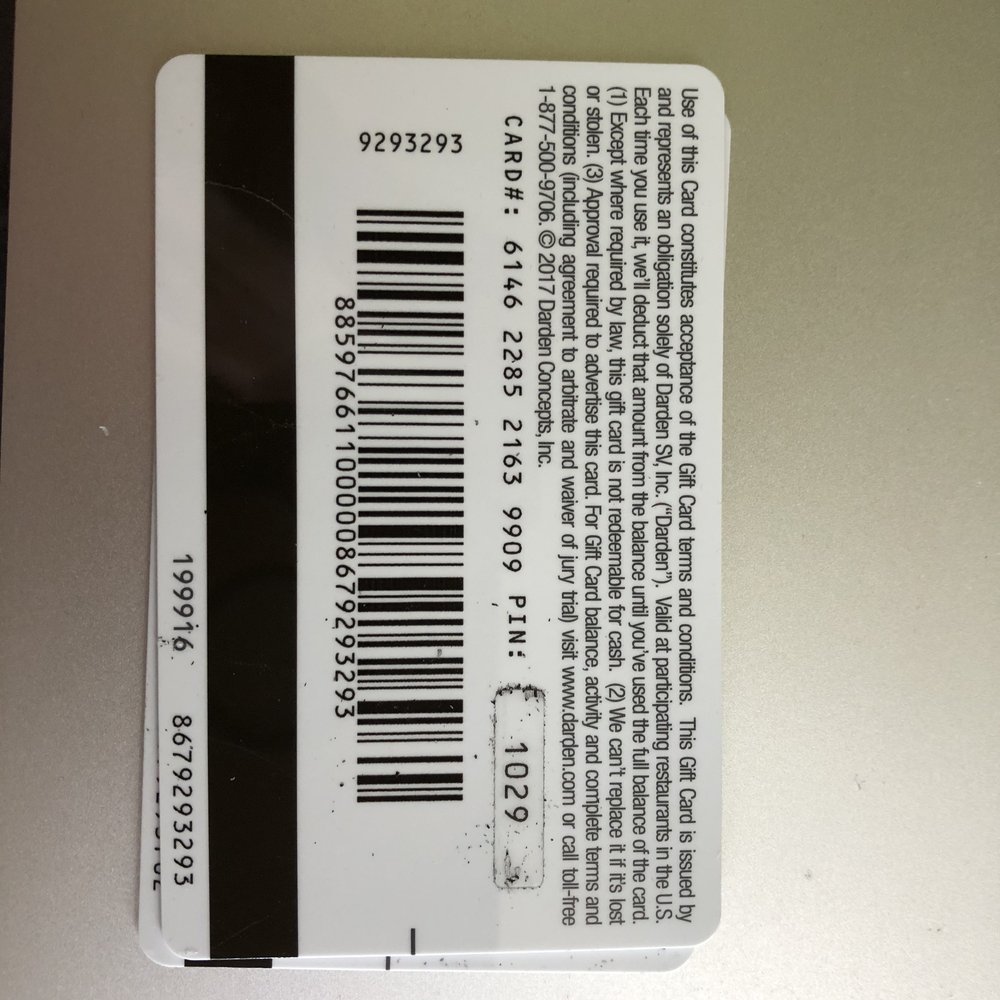 Use of this Card constitutes acceptance of the Gift Card terms and conditions. This Gift Card is issued by
and represents an obligation solely of Darden SV, Inc. ("Darden"). Valid at participating restaurants in the U.S.
Each time you use it, we'll deduct that amount from the balance until you've used the full balance of the card.
(1) Except where required by law, this gift card is not redeemable for cash. (2) We can't replace it if it's lost
or stolen. (3) Approval required to advertise this card. For Gift Card balance, activity and complete terms and
conditions (including agreement to arbitrate and waiver of jury trial) visit www.darden.com or call toll-free
1-877-500-9706. © 2017 Darden Concepts, Inc.
CARD#: 6146 2285 2163 9909 PIN: 1029
9293293
885976611000008679293293
199916 8679293293